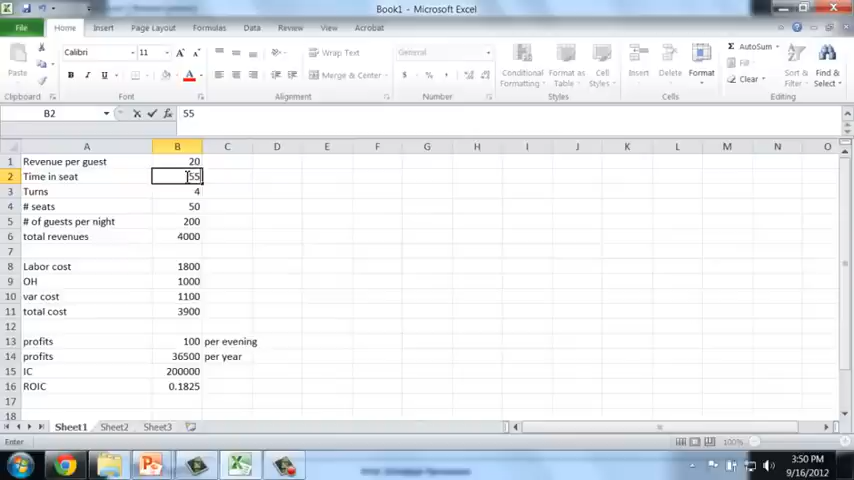 Book1 - Microsoft Excel
File Home Insert Page Layout Formulas Data Review View Acrobat
Calibri 11 Wrap Text General AutoSum
Paste Fill
B I U Merge & Center $ % , Conditional Formatting Format as Table Cell Styles Insert Delete Format Clear Sort & Filter Find & Select
Clipboard Font Alignment Number Styles Cells Editing
B2 fx 55
A B C D E F G H I J K L M N O
1 Revenue per guest 20
2 Time in seat 55
3 Turns 4
4 # seats 50
5 # of guests per night 200
6 total revenues 4000
7
8 Labor cost 1800
9 OH 1000
10 var cost 1100
11 total cost 3900
12
13 profits 100 per evening
14 profits 36500 per year
15 IC 200000
16 ROIC 0.1825
17
18
Sheet1 Sheet2 Sheet3
Enter 100%
3:50 PM
9/16/2012